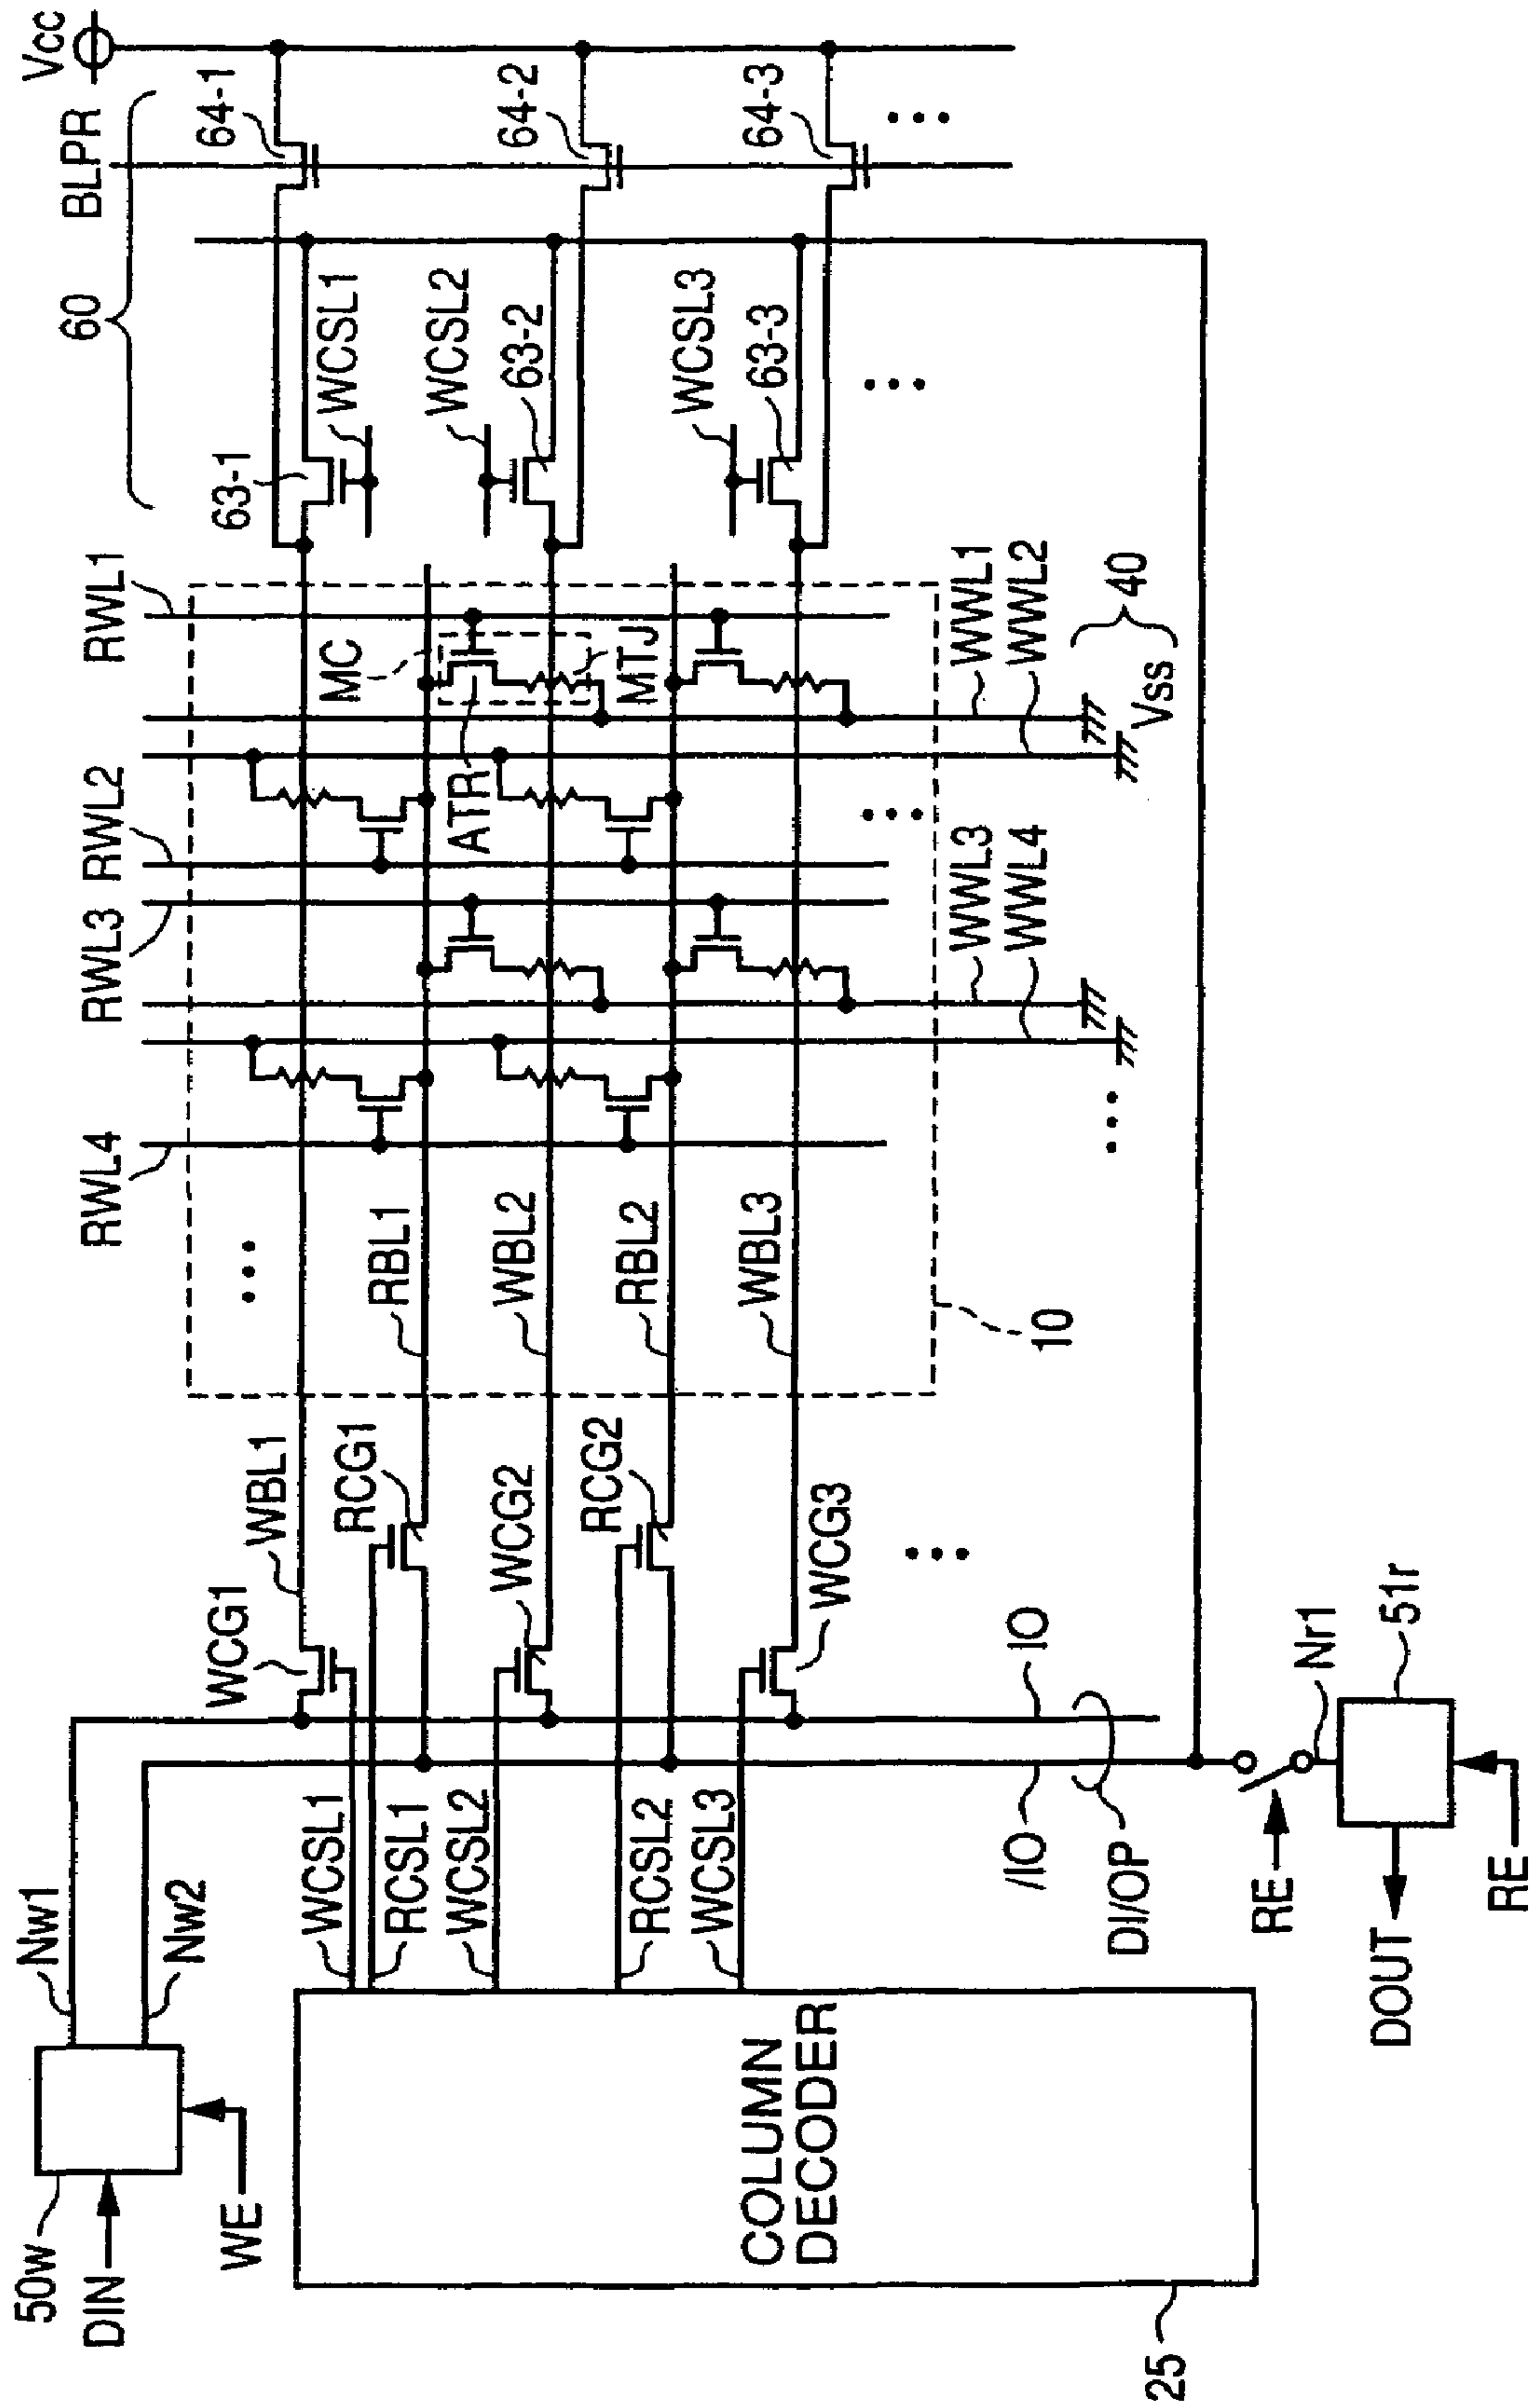 Vcc
BLPR
60
64-1
64-2
64-3
63-1
WCSL1
WCSL2
63-2
WCSL3
63-3
RWL1
RWL2
RWL3
RWL4
MC
MTJ
ATR
WWL1
WWL2
40
Vss
WWL3
WWL4
RBL1
WBL2
RBL2
WBL3
10
WBL1
RCG1
WCG2
RCG2
WCG3
WCG1
IO
Nr1
51r
Nw1
Nw2
WCSL1
RCSL1
WCSL2
RCSL2
WCSL3
/IO
DI/OP
RE
DOUT
RE
50w
DIN
WE
COLUMN
DECODER
25